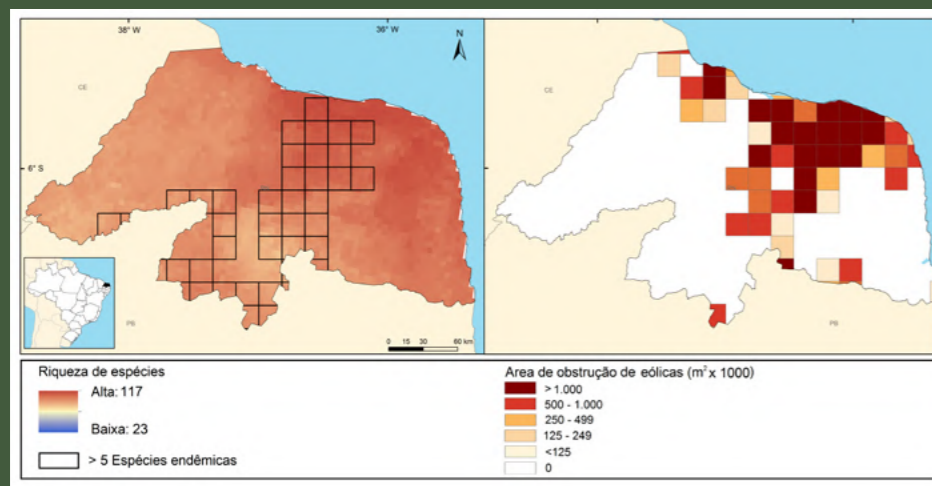 38° W
36° W
N
CE
6° S
PB
0 15 30 60 km
CE
PB
Riqueza de espécies
Alta: 117
Baixa: 23
> 5 Espécies endêmicas
Area de obstrução de eólicas (m² x 1000)
> 1.000
500 - 1.000
250 - 499
125 - 249
<125
0